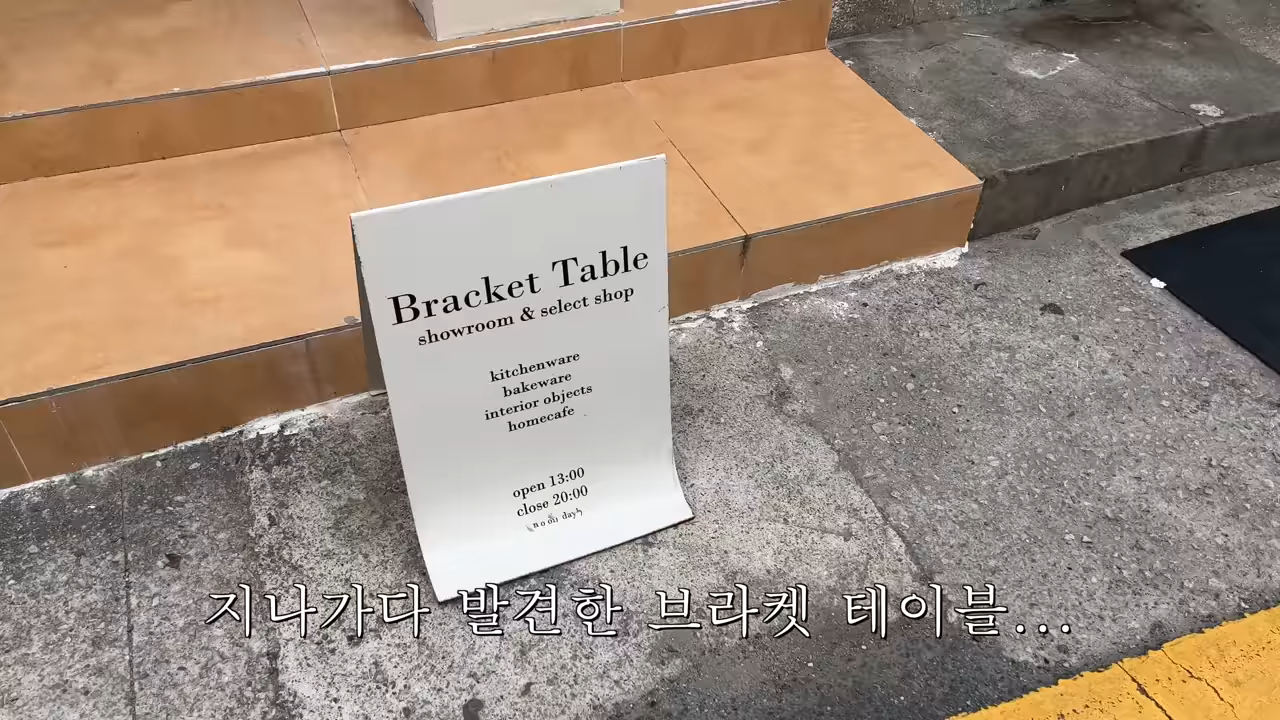 Bracket Table
showroom & select shop
kitchenware
bakeware
interior objects
homecafe
open 13:00
close 20:00
지나가다 발견한 브라켓 테이블...